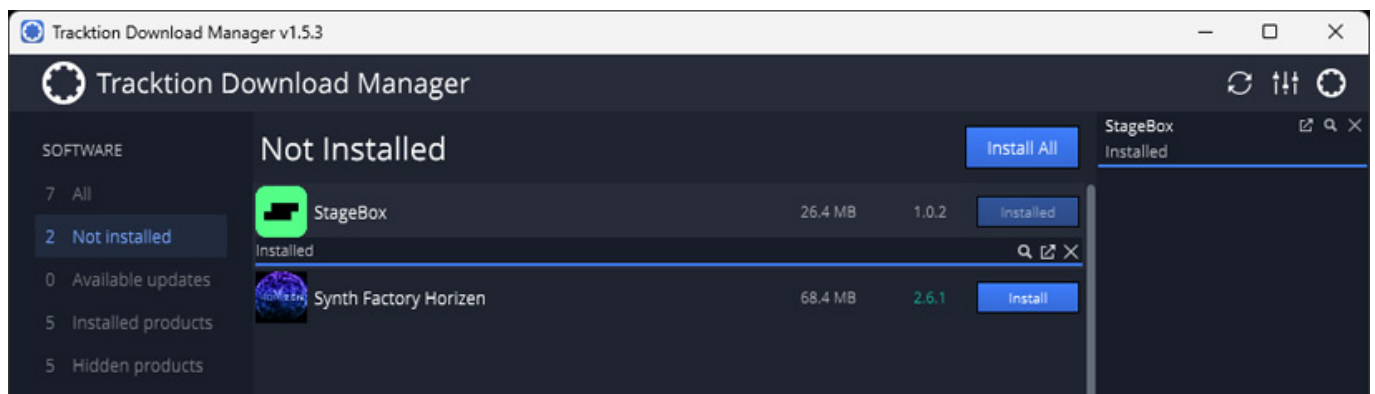 Tracktion Download Manager v1.5.3
Tracktion Download Manager
SOFTWARE
7 All
2 Not installed
0 Available updates
5 Installed products
5 Hidden products
Not Installed
Install All
StageBox 26.4 MB 1.0.2 Installed
Installed
Synth Factory Horizen 68.4 MB 2.6.1 Install
StageBox
Installed